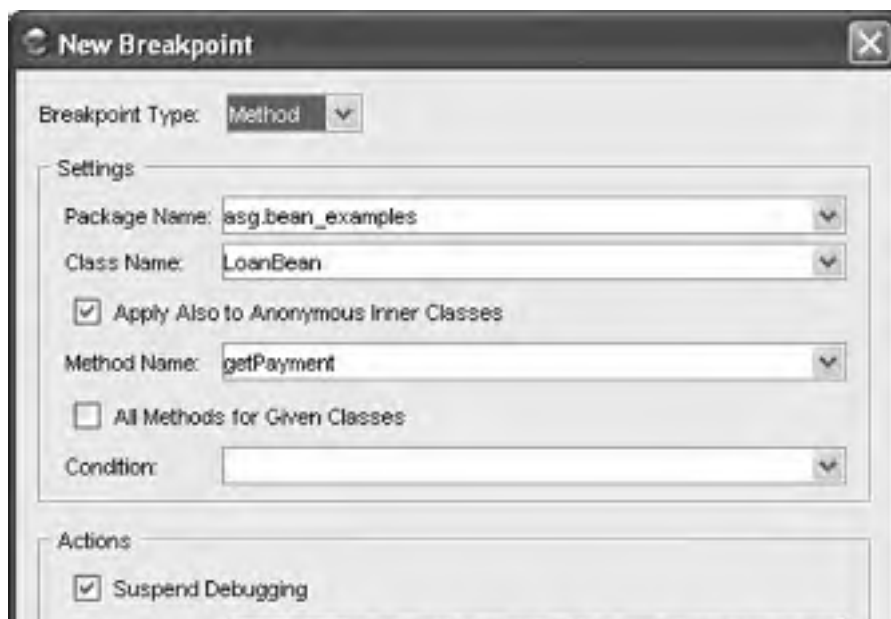 New Breakpoint
Breakpoint Type: Method
Settings
Package Name: asg.bean_examples
Class Name: LoanBean
Apply Also to Anonymous Inner Classes
Method Name: getPayment
All Methods for Given Classes
Condition:
Actions
Suspend Debugging